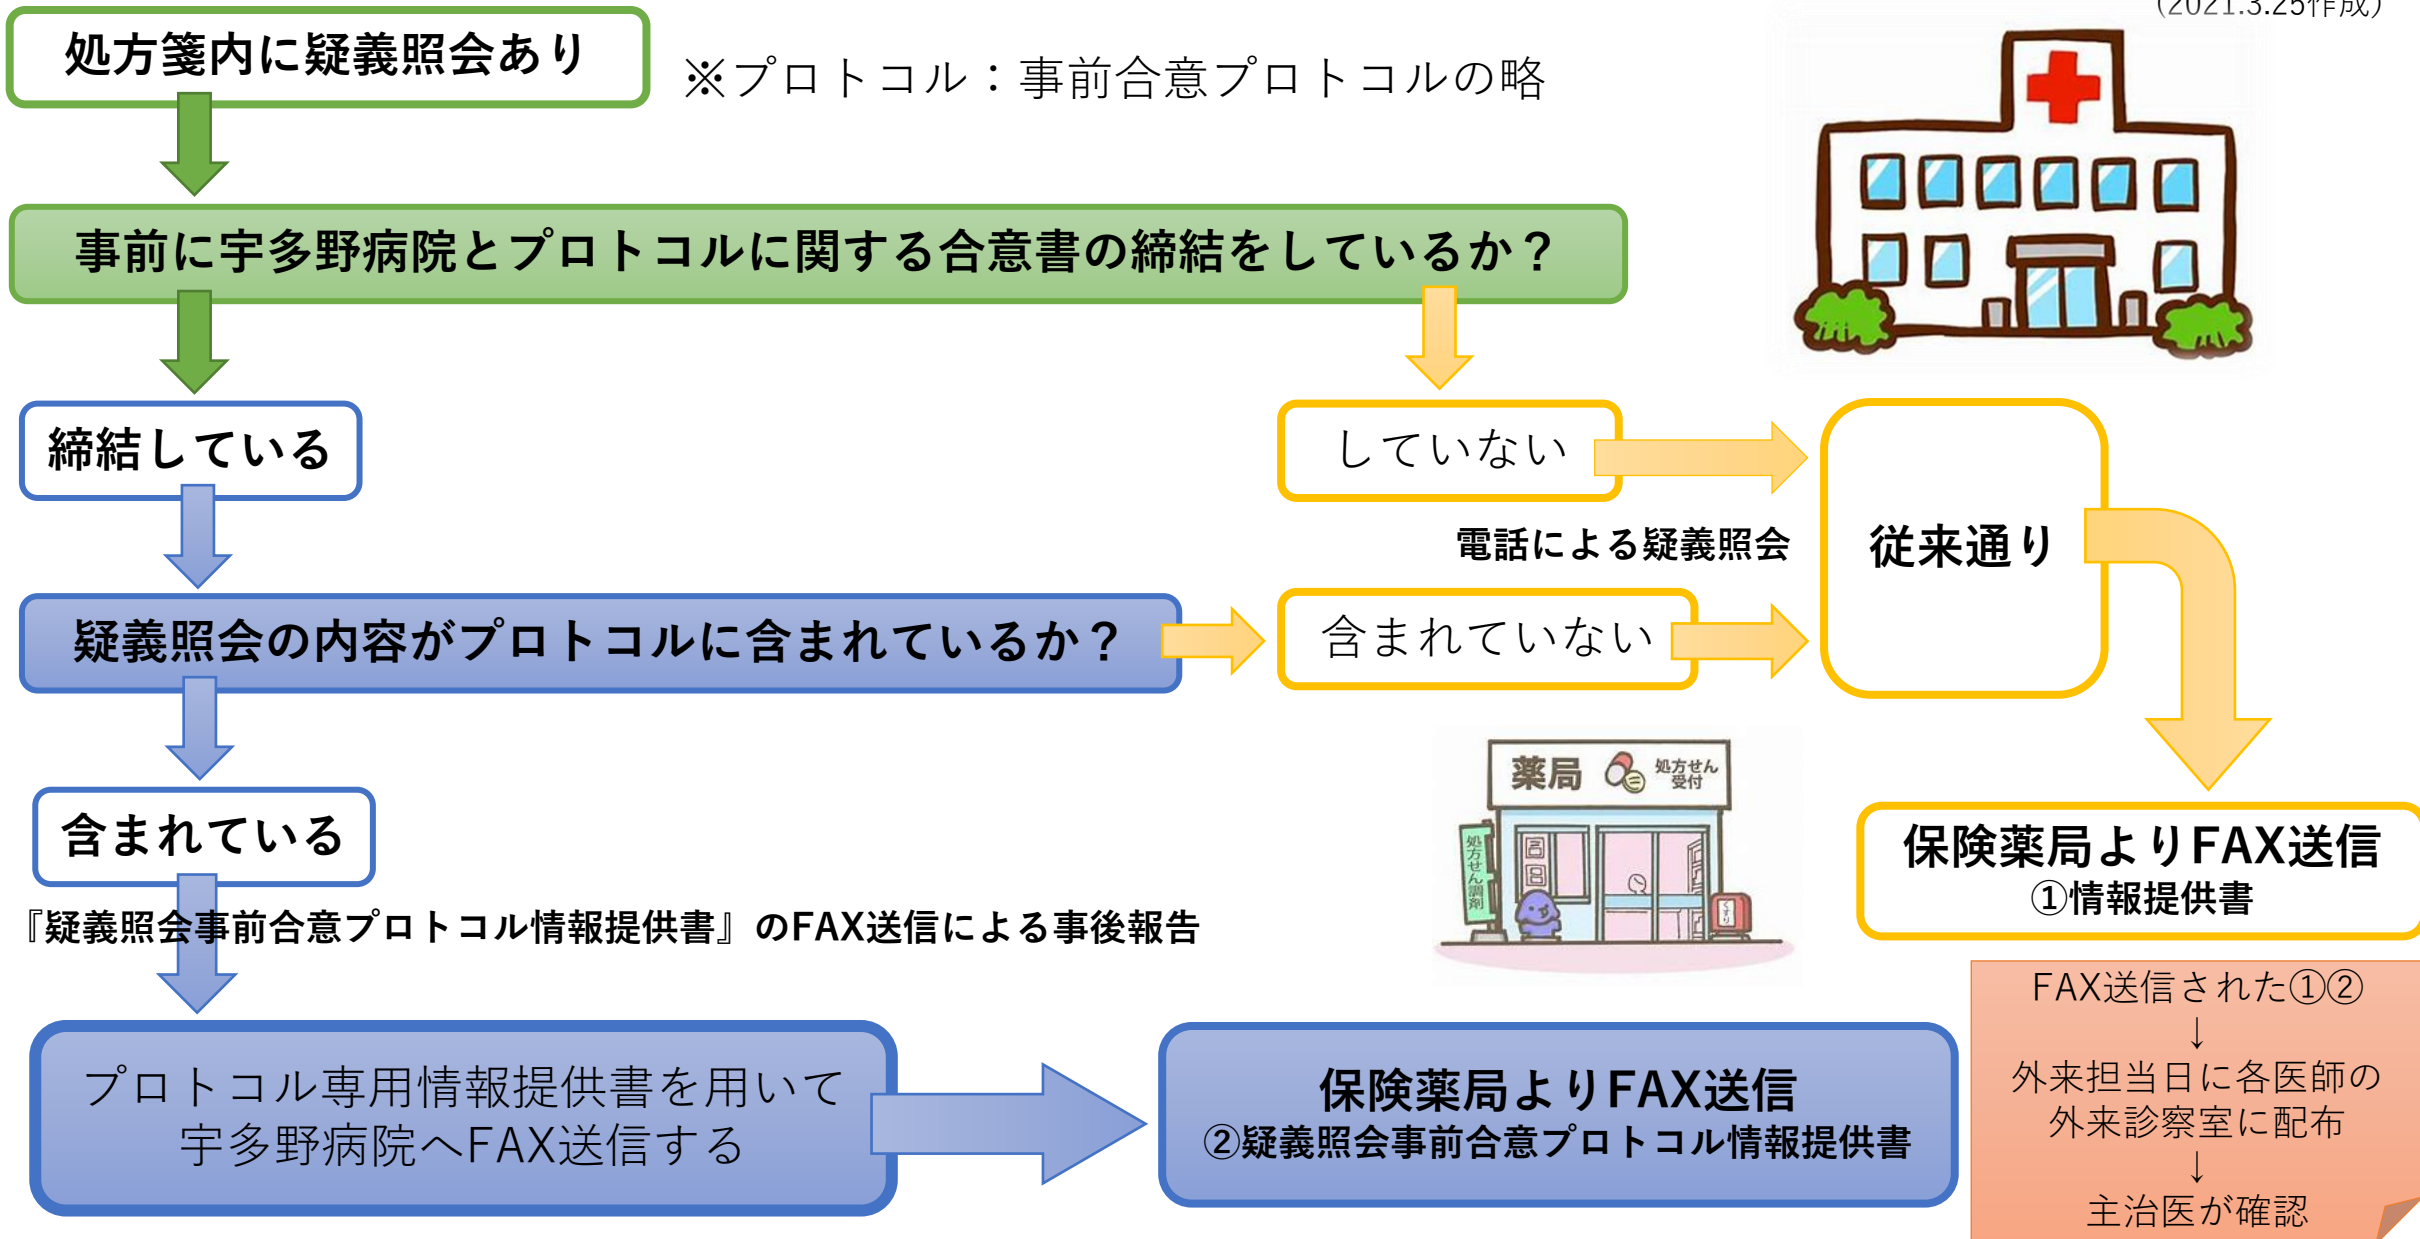 (2021.3.25作成)
処方箋内に疑義照会あり
※プロトコル：事前合意プロトコルの略
事前に宇多野病院とプロトコルに関する合意書の締結をしているか？
締結している
していない
電話による疑義照会
従来通り
疑義照会の内容がプロトコルに含まれているか？
含まれていない
含まれている
薬局
処方せん
受付
処方せん調剤
くすり
保険薬局よりFAX送信
①情報提供書
『疑義照会事前合意プロトコル情報提供書』のFAX送信による事後報告
プロトコル専用情報提供書を用いて
宇多野病院へFAX送信する
保険薬局よりFAX送信
②疑義照会事前合意プロトコル情報提供書
FAX送信された①②
↓
外来担当日に各医師の
外来診察室に配布
↓
主治医が確認